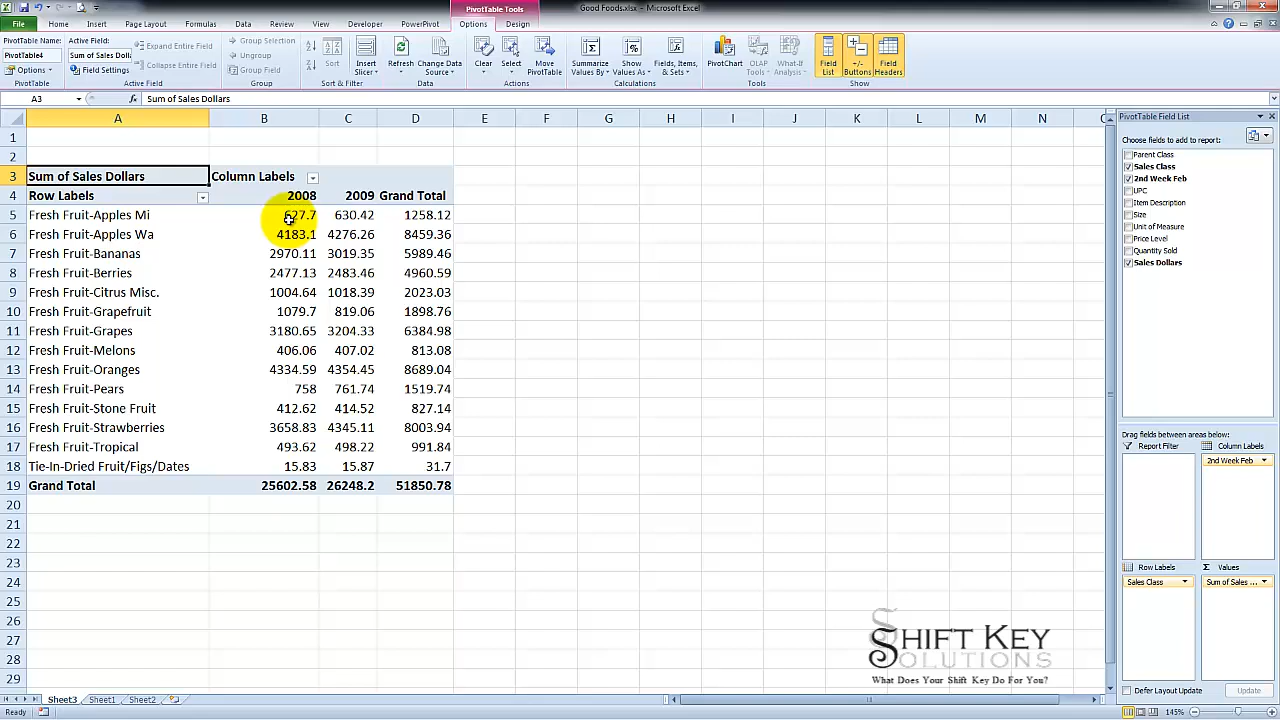 PivotTable Tools
Good Foods.xlsx - Microsoft Excel
File Home Insert Page Layout Formulas Data Review View Developer PowerPivot Options Design
PivotTable Name: Active Field:
PivotTable4 Sum of Sales Doll
Options Field Settings
Expand Entire Field
Collapse Entire Field
Group Selection
Ungroup
Group Field
Sort
Insert Slicer
Refresh
Change Data Source
Clear
Select
Move PivotTable
Summarize Values By
Show Values As
Fields, Items, & Sets
PivotChart
OLAP Tools
What-If Analysis
Field List
+/- Buttons
Field Headers
PivotTable Active Field Group Sort & Filter Data Actions Calculations Tools Show
A3 fx Sum of Sales Dollars
A B C D E F G H I J K L M N
1
2
3 Sum of Sales Dollars Column Labels
4 Row Labels 2008 2009 Grand Total
5 Fresh Fruit-Apples Mi 627.7 630.42 1258.12
6 Fresh Fruit-Apples Wa 4183.1 4276.26 8459.36
7 Fresh Fruit-Bananas 2970.11 3019.35 5989.46
8 Fresh Fruit-Berries 2477.13 2483.46 4960.59
9 Fresh Fruit-Citrus Misc. 1004.64 1018.39 2023.03
10 Fresh Fruit-Grapefruit 1079.7 819.06 1898.76
11 Fresh Fruit-Grapes 3180.65 3204.33 6384.98
12 Fresh Fruit-Melons 406.06 407.02 813.08
13 Fresh Fruit-Oranges 4334.59 4354.45 8689.04
14 Fresh Fruit-Pears 758 761.74 1519.74
15 Fresh Fruit-Stone Fruit 412.62 414.52 827.14
16 Fresh Fruit-Strawberries 3658.83 4345.11 8003.94
17 Fresh Fruit-Tropical 493.62 498.22 991.84
18 Tie-In-Dried Fruit/Figs/Dates 15.83 15.87 31.7
19 Grand Total 25602.58 26248.2 51850.78
20
21
22
23
24
25
26
27
28
29
PivotTable Field List
Choose fields to add to report:
Parent Class
Sales Class
2nd Week Feb
UPC
Item Description
Size
Unit of Measure
Price Level
Quantity Sold
Sales Dollars
Drag fields between areas below:
Report Filter Column Labels
2nd Week Feb
Row Labels Σ Values
Sales Class Sum of Sales ...
Defer Layout Update Update
SHIFT KEY
SOLUTIONS
What Does Your Shift Key Do For You?
Sheet3 Sheet1 Sheet2
Ready 145%